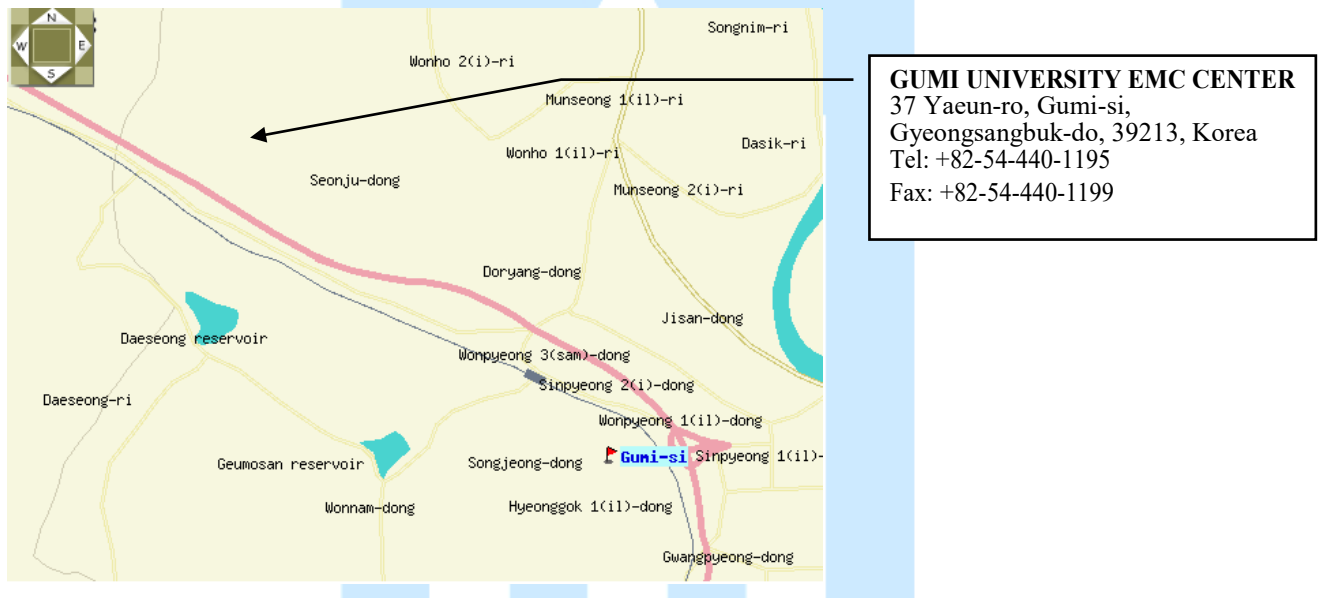 N
W E
S
Songnim-ri
Wonho 2(i)-ri
Munseong 1(il)-ri
Dasik-ri
Wonho 1(il)-ri
Seonju-dong
Munseong 2(i)-ri
Doryang-dong
Jisan-dong
Daeseong reservoir
Wonpyeong 3(sam)-dong
Sinpyeong 2(i)-dong
Daeseong-ri
Wonpyeong 1(il)-dong
Gumi-si Sinpyeong 1(il)-
Geumosan reservoir
Songjeong-dong
Wonnam-dong
Hyeonggok 1(il)-dong
Gwangpyeong-dong
GUMI UNIVERSITY EMC CENTER
37 Yaeun-ro, Gumi-si,
Gyeongsangbuk-do, 39213, Korea
Tel: +82-54-440-1195
Fax: +82-54-440-1199